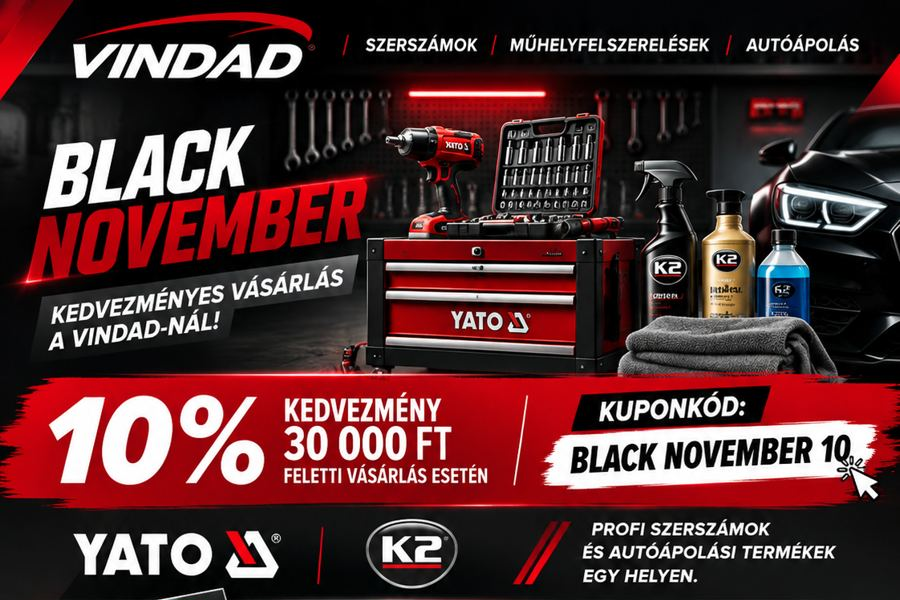 VINDAD®
/ SZERSZÁMOK / MŰHELYFELSZERELÉSEK / AUTÓÁPOLÁS
BLACK
NOVEMBER
KEDVEZMÉNYES VÁSÁRLÁS
A VINDAD-NÁL!
YATO
YATO
K2
K2
10%
KEDVEZMÉNY
30 000 FT
FELETTI VÁSÁRLÁS ESETÉN
KUPONKÓD:
BLACK NOVEMBER 10
YATO®
K2®
PROFI SZERSZÁMOK
ÉS AUTÓÁPOLÁSI TERMÉKEK
EGY HELYEN.